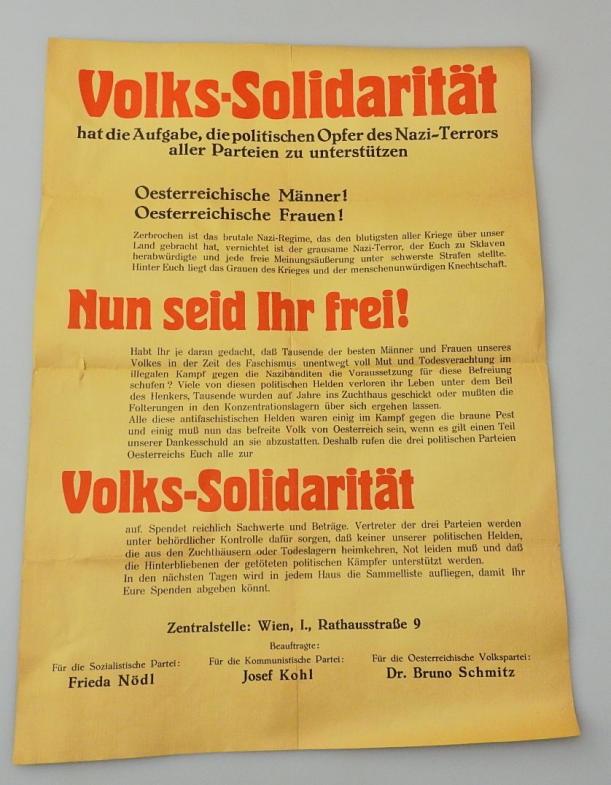 Volks-Solidarität
hat die Aufgabe, die politischen Opfer des Nazi-Terrors
aller Parteien zu unterstützen
Oesterreichische Männer!
Oesterreichische Frauen!
Zerbrochen ist das brutale Nazi-Regime, das den blutigsten aller Kriege über unser
Land gebracht hat, vernichtet ist der grausame Nazi-Terror, der Euch zu Sklaven
herabwürdigte und jede freie Meinungsäußerung unter schwerste Strafen stellte.
Hinter Euch liegt das Grauen des Krieges und der menschenunwürdigen Knechtschaft.
Nun seid Ihr frei!
Habt Ihr je daran gedacht, daß Tausende der besten Männer und Frauen unseres
Volkes in der Zeit des Faschismus unentwegt voll Mut und Todesverachtung im
illegalen Kampf gegen die Nazibanditen die Voraussetzung für diese Befreiung
schufen? Viele von diesen politischen Helden verloren ihr Leben unter dem Beil
des Henkers, Tausende wurden auf Jahre ins Zuchthaus geschickt oder mußten die
Folterungen in den Konzentrationslagern über sich ergehen lassen.
Alle diese antifaschistischen Helden waren einig im Kampf gegen die braune Pest
und einig muß nun das befreite Volk von Oesterreich sein, wenn es gilt einen Teil
unserer Dankesschuld an sie abzustatten. Deshalb rufen die drei politischen Parteien
Oesterreichs Euch alle zur
Volks-Solidarität
auf. Spendet reichlich Sachwerte und Beträge. Vertreter der drei Parteien werden
unter behördlicher Kontrolle dafür sorgen, daß keiner unserer politischen Helden,
die aus den Zuchthäusern oder Todeslagern heimkehren, Not leiden muß und daß
die Hinterbliebenen der getöteten politischen Kämpfer unterstützt werden.
In den nächsten Tagen wird in jedem Haus die Sammelliste aufliegen, damit Ihr
Eure Spenden abgeben könnt.
Zentralstelle: Wien, I., Rathausstraße 9
Beauftragte:
Für die Sozialistische Partei: Für die Kommunistische Partei: Für die Oesterreichische Volkspartei:
Frieda Nödl Josef Kohl Dr. Bruno Schmitz